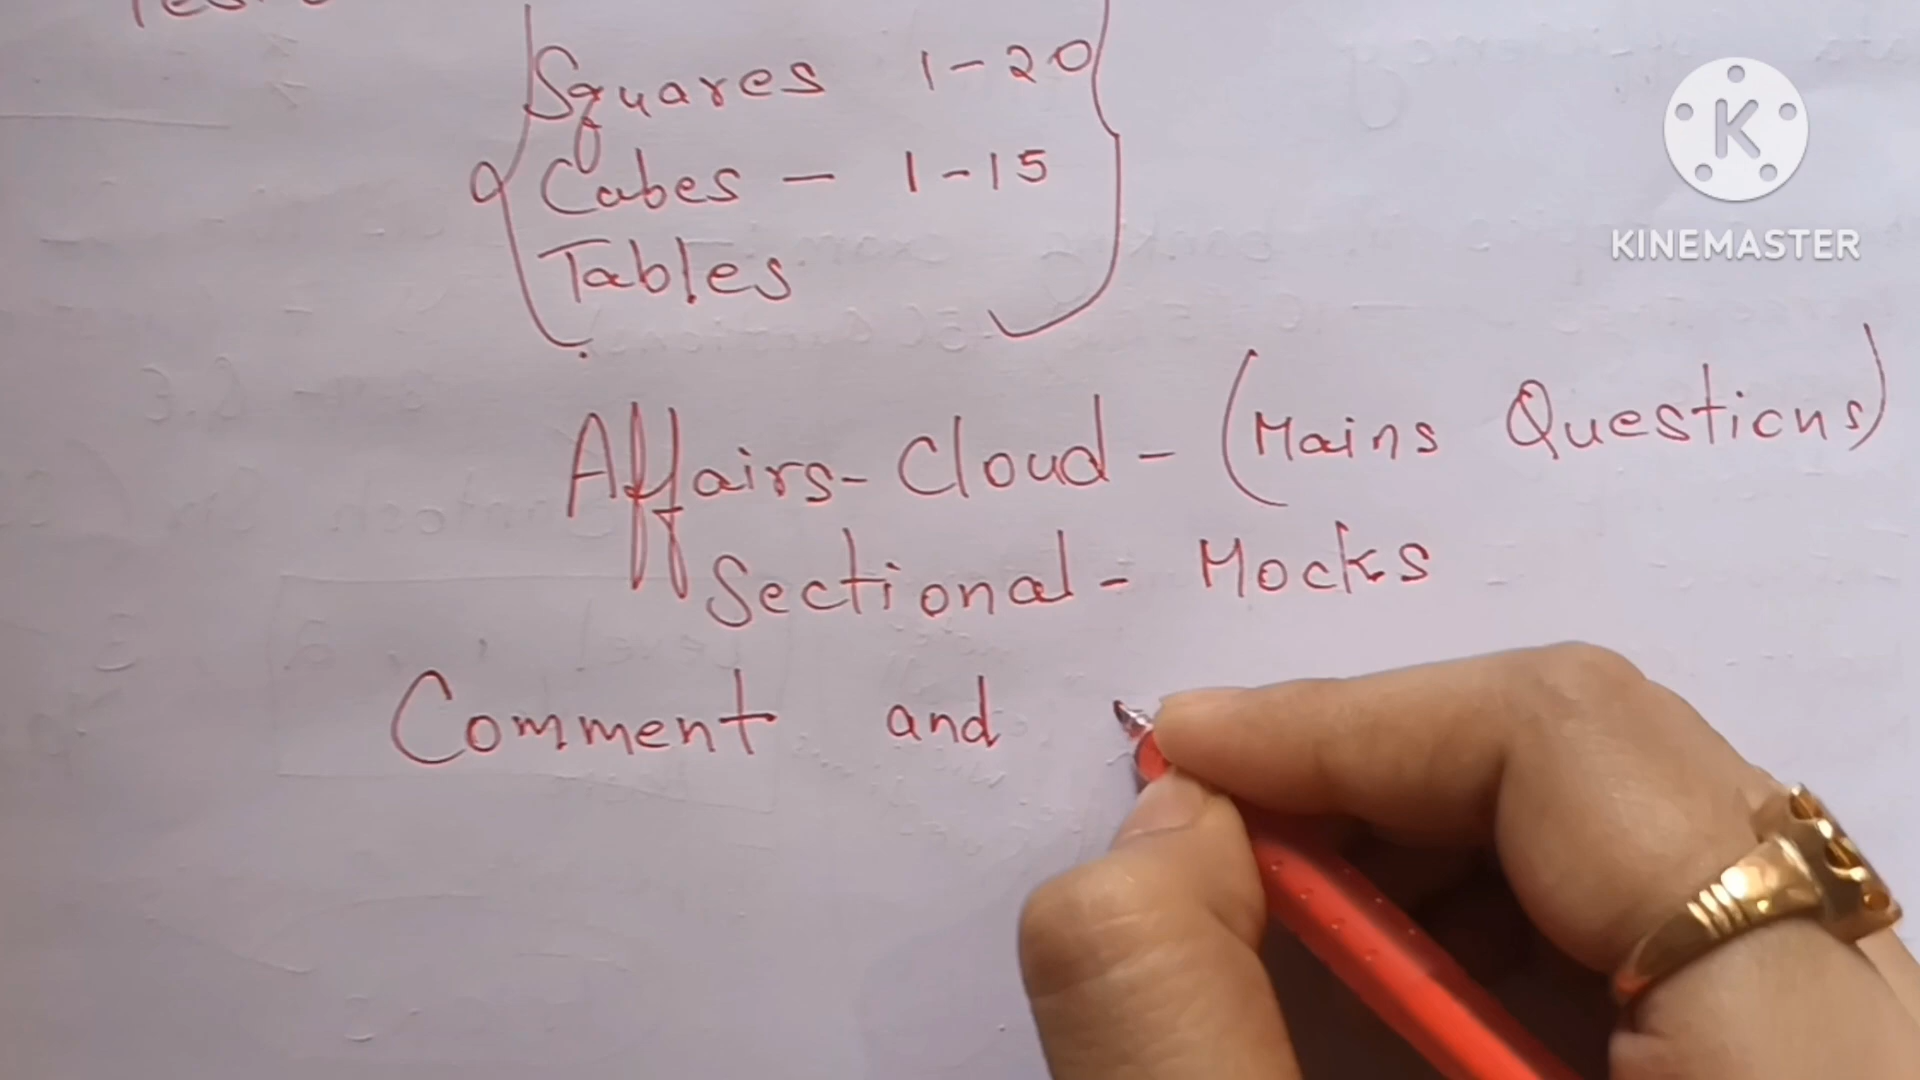 Squares 1-20
Cubes - 1-15
Tables
Affairs-Cloud - (Mains Questions)
Sectional - Mocks
Comment and
K
KINEMASTER